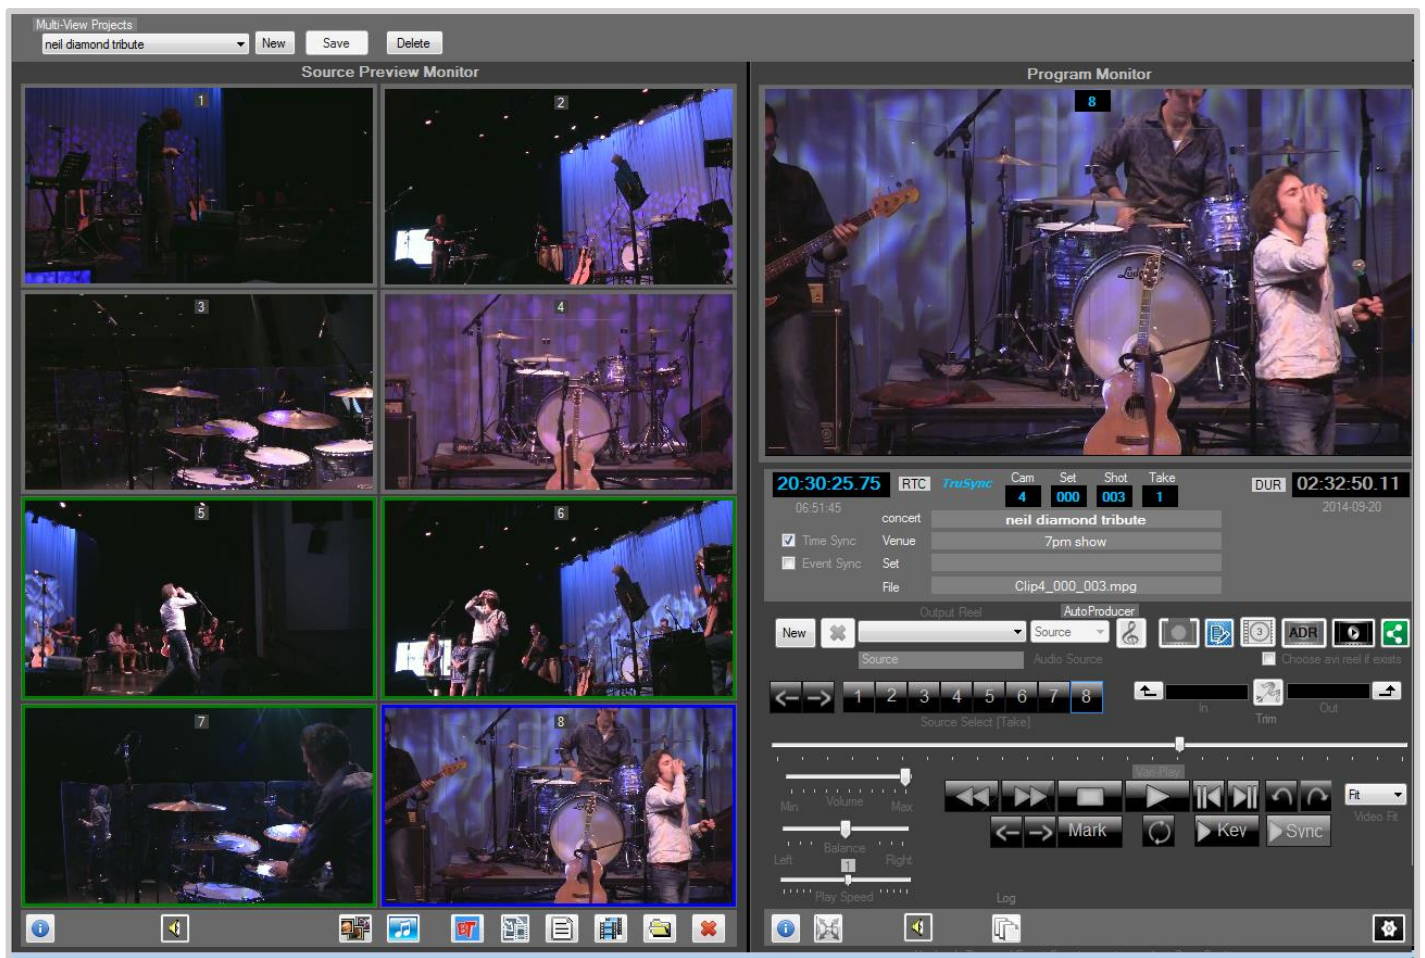 Multi-View Projects
neil diamond tribute New Save Delete
Source Preview Monitor
1 2
3 4
5 6
7 8
BT
Program Monitor
8
20:30:25.75 RTC TruSync Cam Set Shot Take DUR 02:32:50.11
4 000 003 1
06:51:45 2014-09-20
concert neil diamond tribute
Time Sync Venue 7pm show
Event Sync Set
File Clip4_000_003.mpg
Output Reel AutoProducer
New Source 3 ADR
Source Audio Source Choose avi reel if exists
<- -> 1 2 3 4 5 6 7 8
In Trim Out
Source Select [Take]
Vari-Play
Min Volume Max
Fit
Video Fit
<- -> Mark Key Sync
Left Balance Right
1
Play Speed
Log